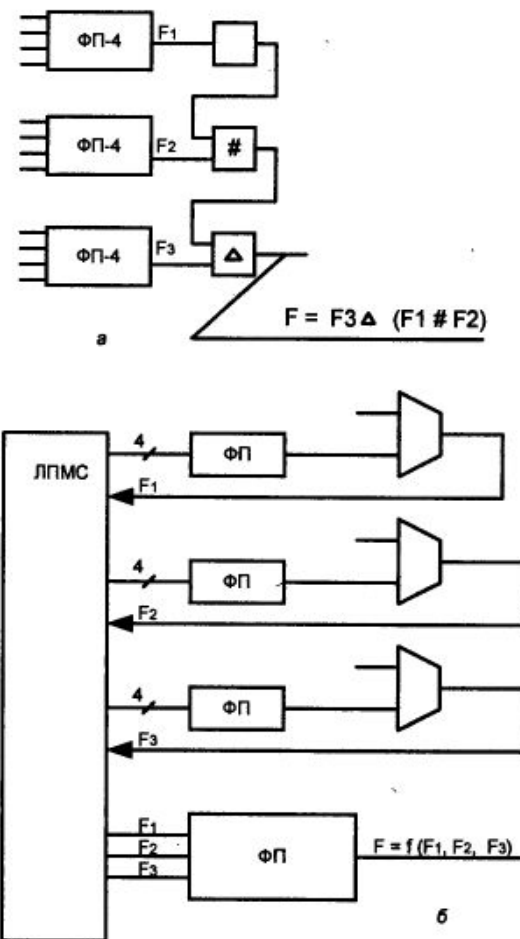 ФП-4
F1
ФП-4
F2
#
ФП-4
F3
Δ
F = F3 Δ (F1 # F2)
а
ЛПМС
4
ФП
F1
4
ФП
F2
4
ФП
F3
F1
F2
F3
ФП
F = f (F1, F2, F3)
б